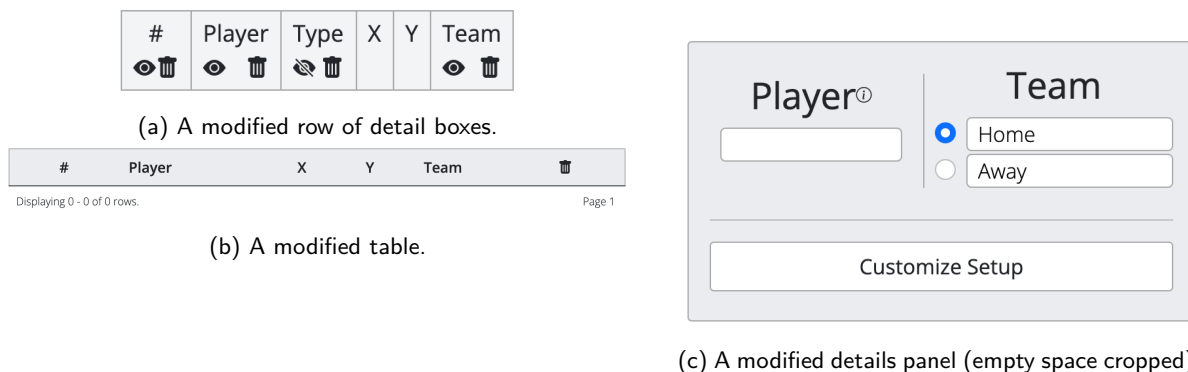 # Player Type X Y Team
(a) A modified row of detail boxes.
# Player X Y Team
Displaying 0 - 0 of 0 rows. Page 1
(b) A modified table.
Player Team
Home
Away
Customize Setup
(c) A modified details panel (empty space cropped)